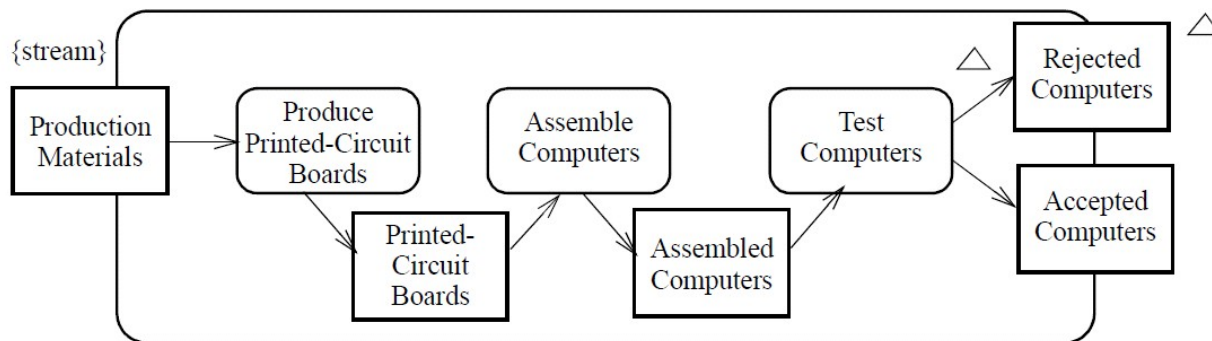 {stream}
Production
Materials
Produce
Printed-Circuit
Boards
Printed-
Circuit
Boards
Assemble
Computers
Assembled
Computers
Test
Computers
Rejected
Computers
Accepted
Computers